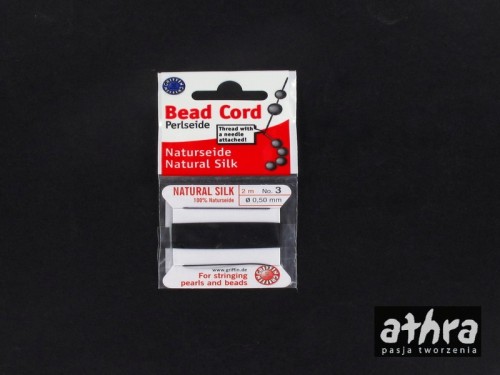 Bead Cord
Perlseide
Thread with
a needle
attached!
Naturseide
Natural Silk
NATURAL SILK
100% Naturseide
2 m No. 3
Ø 0,50 mm
www.griffin.de
For stringing
pearls and beads
athra
pasja tworzenia